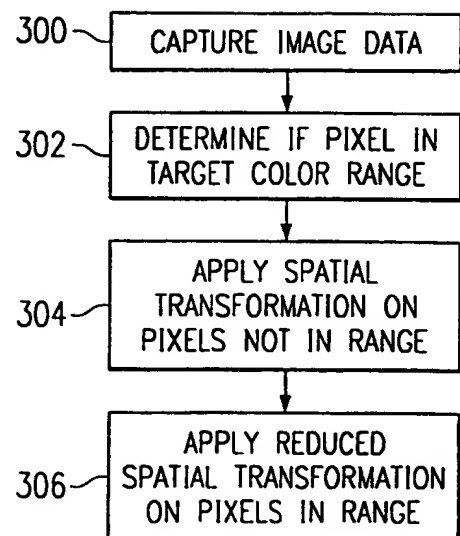 300
CAPTURE IMAGE DATA
302
DETERMINE IF PIXEL IN
TARGET COLOR RANGE
304
APPLY SPATIAL
TRANSFORMATION ON
PIXELS NOT IN RANGE
306
APPLY REDUCED
SPATIAL TRANSFORMATION
ON PIXELS IN RANGE